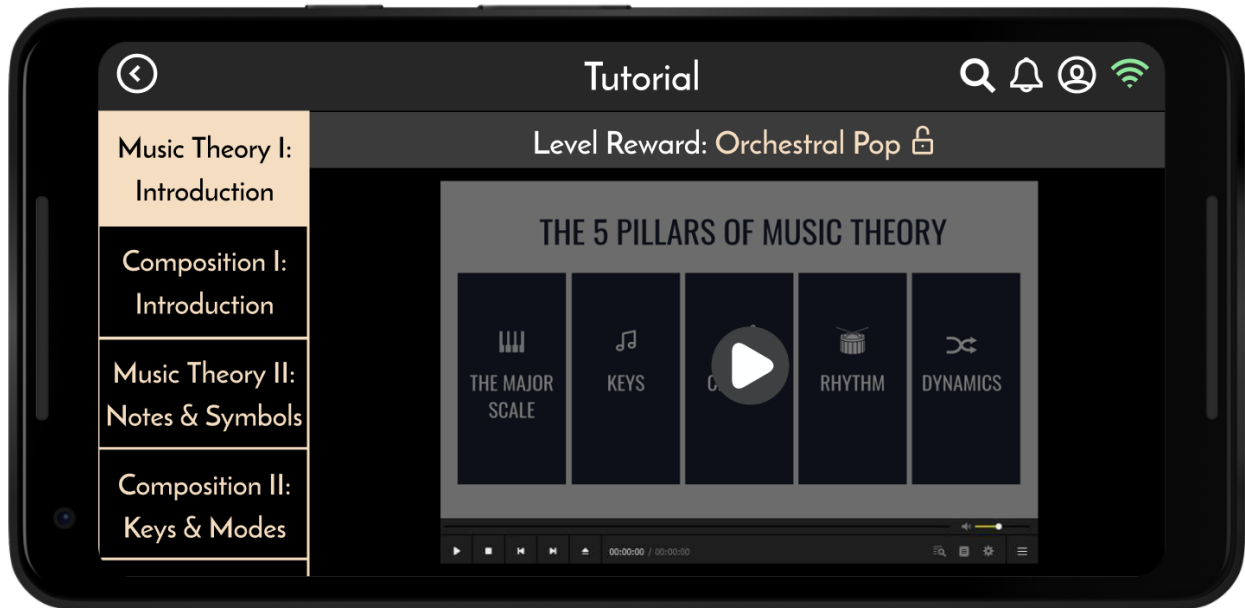 Tutorial
Music Theory I:
Introduction
Level Reward: Orchestral Pop
Composition I:
Introduction
Music Theory II:
Notes & Symbols
Composition II:
Keys & Modes
THE 5 PILLARS OF MUSIC THEORY
THE MAJOR
SCALE
KEYS
RHYTHM
DYNAMICS
00:00:00 / 00:00:00